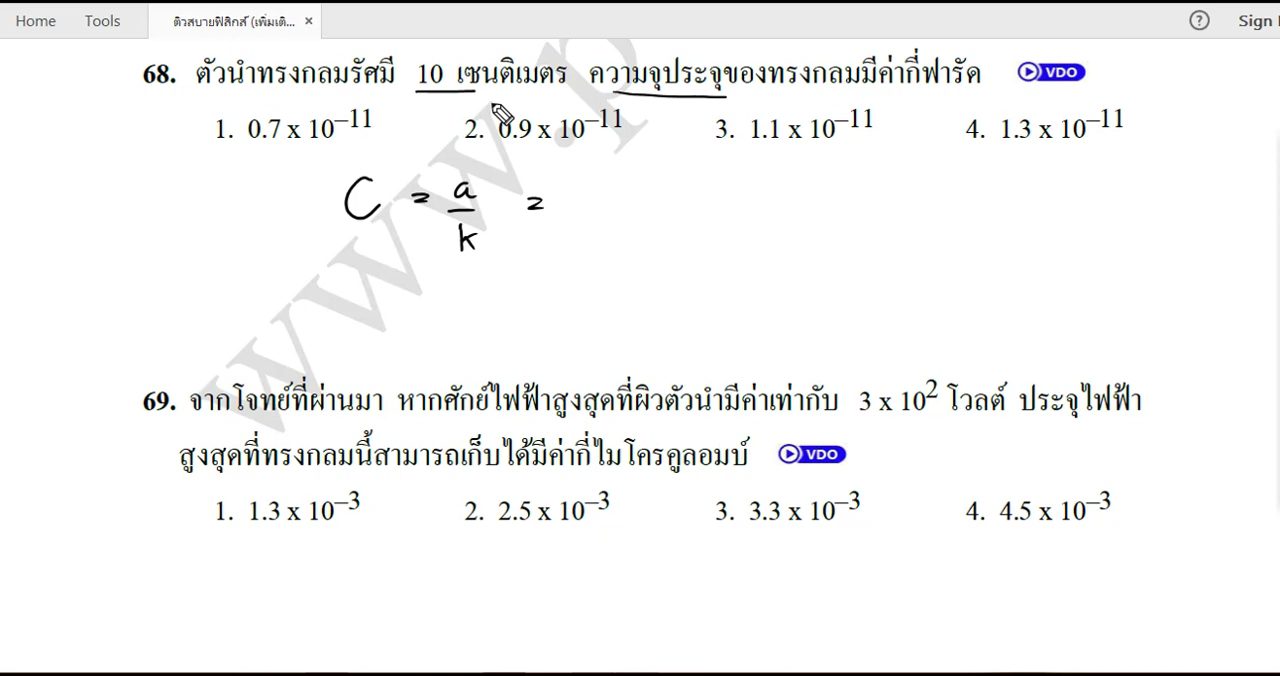 Home Tools ติวสบายฟิสิกส์ (เพิ่มเติ... × ? Sign
68. ตัวนำทรงกลมรัศมี 10 เซนติเมตร ความจุประจุของทรงกลมมีค่ากี่ฟารัด VDO
1. 0.7 x 10⁻¹¹ 2. 0.9 x 10⁻¹¹ 3. 1.1 x 10⁻¹¹ 4. 1.3 x 10⁻¹¹
C = a/k =
69. จากโจทย์ที่ผ่านมา หากศักย์ไฟฟ้าสูงสุดที่ผิวตัวนำมีค่าเท่ากับ 3 x 10² โวลต์ ประจุไฟฟ้า
สูงสุดที่ทรงกลมนี้สามารถเก็บได้มีค่ากี่ไมโครคูลอมบ์ VDO
1. 1.3 x 10⁻³ 2. 2.5 x 10⁻³ 3. 3.3 x 10⁻³ 4. 4.5 x 10⁻³
www.p